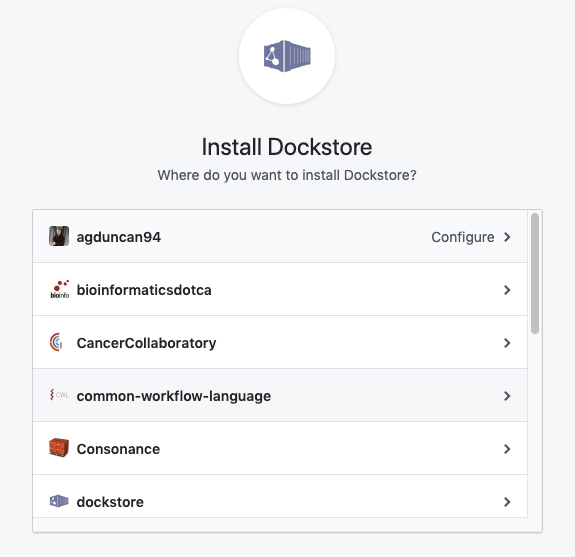 Install Dockstore
Where do you want to install Dockstore?
agduncan94 Configure
bioinfo
bioinformaticsdotca
CancerCollaboratory
CWL
common-workflow-language
Consonance
dockstore